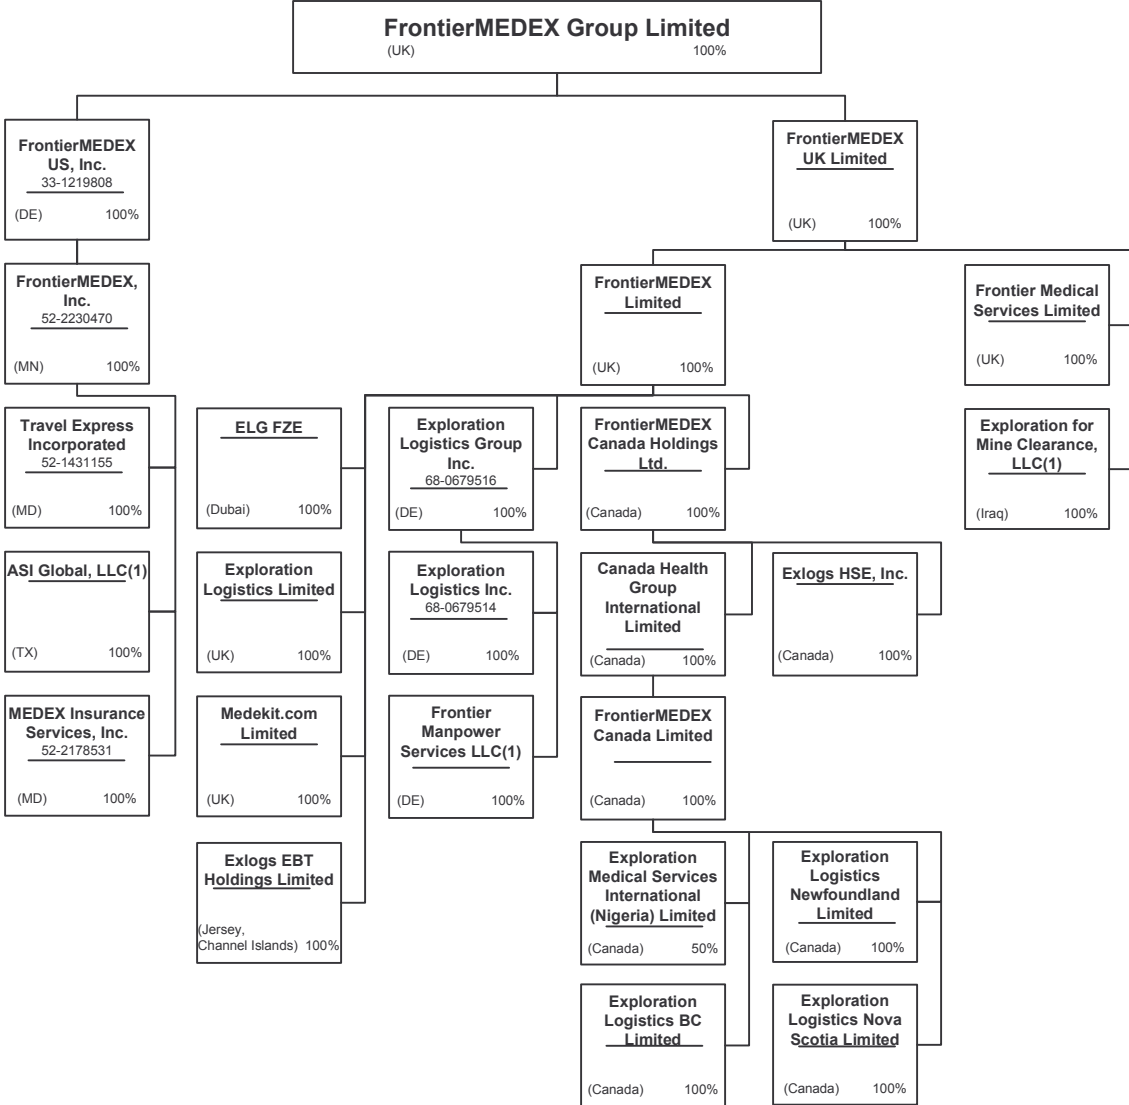 FrontierMEDEX Group Limited
(UK) 100%
FrontierMEDEX
US, Inc.
33-1219808
(DE) 100%
FrontierMEDEX
UK Limited
(UK) 100%
FrontierMEDEX,
Inc.
52-2230470
(MN) 100%
FrontierMEDEX
Limited
(UK) 100%
Frontier Medical
Services Limited
(UK) 100%
Travel Express
Incorporated
52-1431155
(MD) 100%
ELG FZE
(Dubai) 100%
Exploration
Logistics Group
Inc.
68-0679516
(DE) 100%
FrontierMEDEX
Canada Holdings
Ltd.
(Canada) 100%
Exploration for
Mine Clearance,
LLC(1)
(Iraq) 100%
ASI Global, LLC(1)
(TX) 100%
Exploration
Logistics Limited
(UK) 100%
Exploration
Logistics Inc.
68-0679514
(DE) 100%
Canada Health
Group
International
Limited
(Canada) 100%
Exlogs HSE, Inc.
(Canada) 100%
MEDEX Insurance
Services, Inc.
52-2178531
(MD) 100%
Medekit.com
Limited
(UK) 100%
Frontier
Manpower
Services LLC(1)
(DE) 100%
FrontierMEDEX
Canada Limited
(Canada) 100%
Exlogs EBT
Holdings Limited
(Jersey,
Channel Islands) 100%
Exploration
Medical Services
International
(Nigeria) Limited
(Canada) 50%
Exploration
Logistics
Newfoundland
Limited
(Canada) 100%
Exploration
Logistics BC
Limited
(Canada) 100%
Exploration
Logistics Nova
Scotia Limited
(Canada) 100%